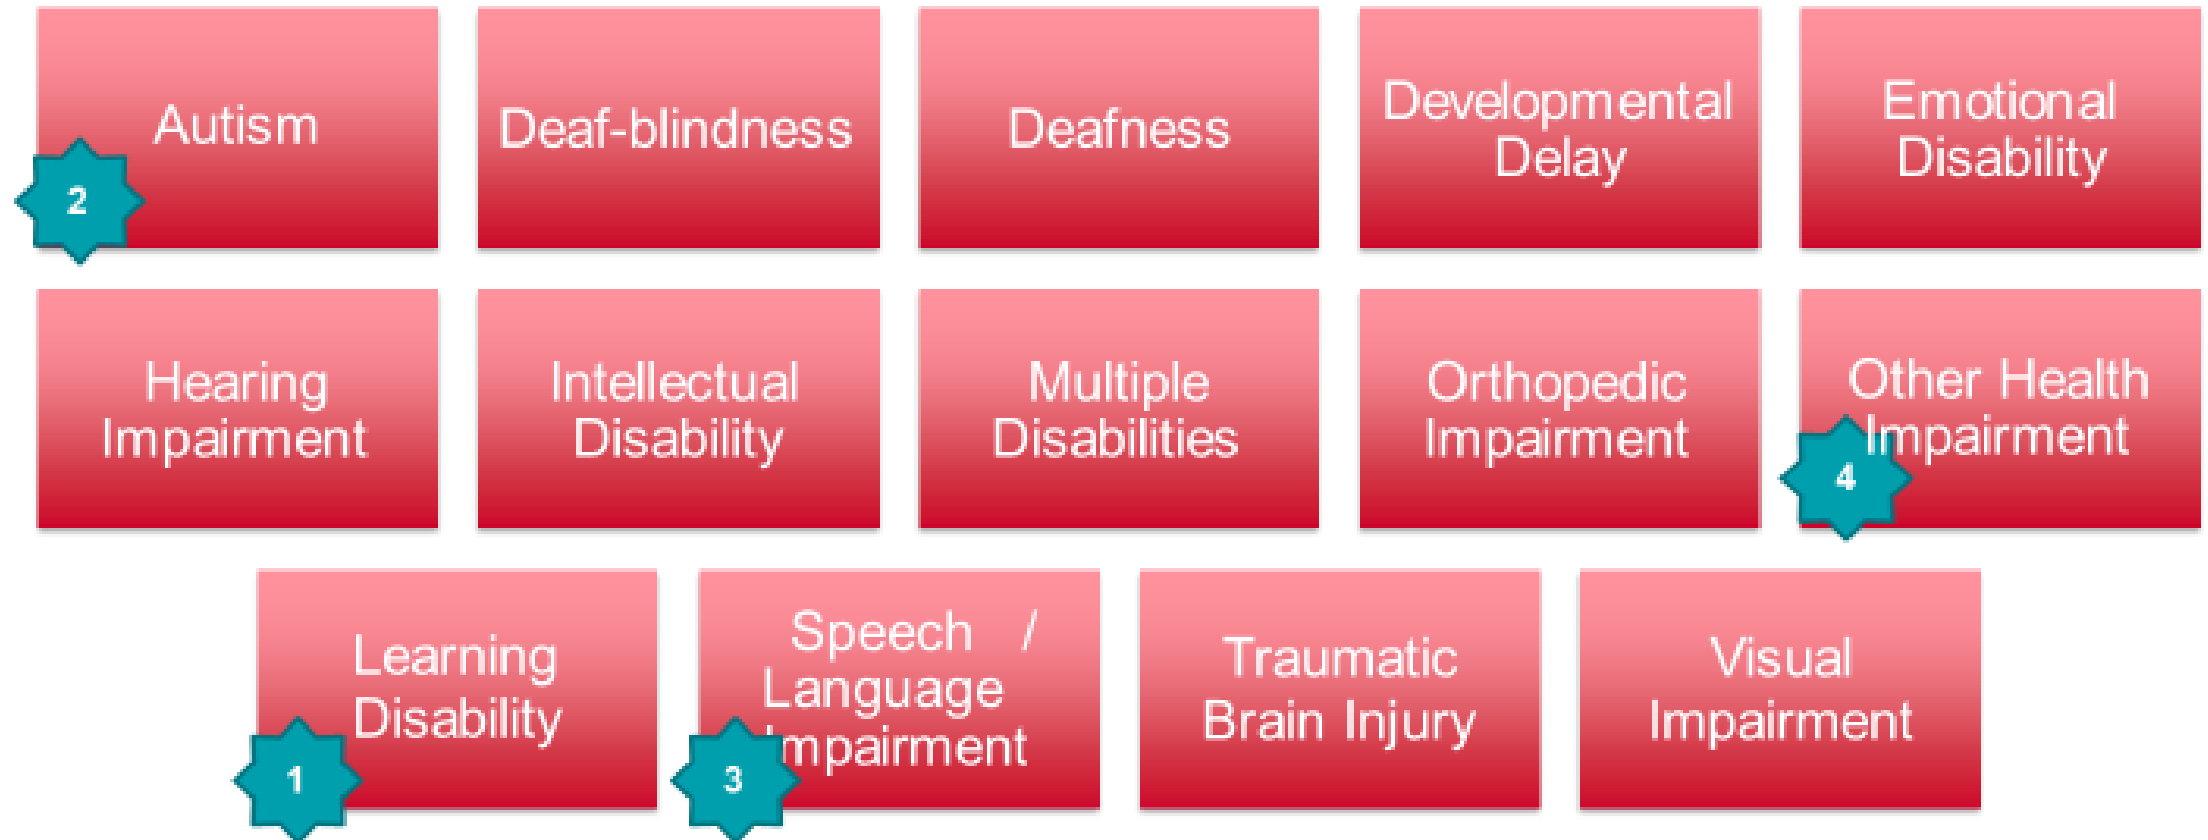 Autism
2
Deaf-blindness
Deafness
Developmental
Delay
Emotional
Disability
Hearing
Impairment
Intellectual
Disability
Multiple
Disabilities
Orthopedic
Impairment
Other Health
Impairment
4
Learning
Disability
1
Speech /
Language
Impairment
3
Traumatic
Brain Injury
Visual
Impairment